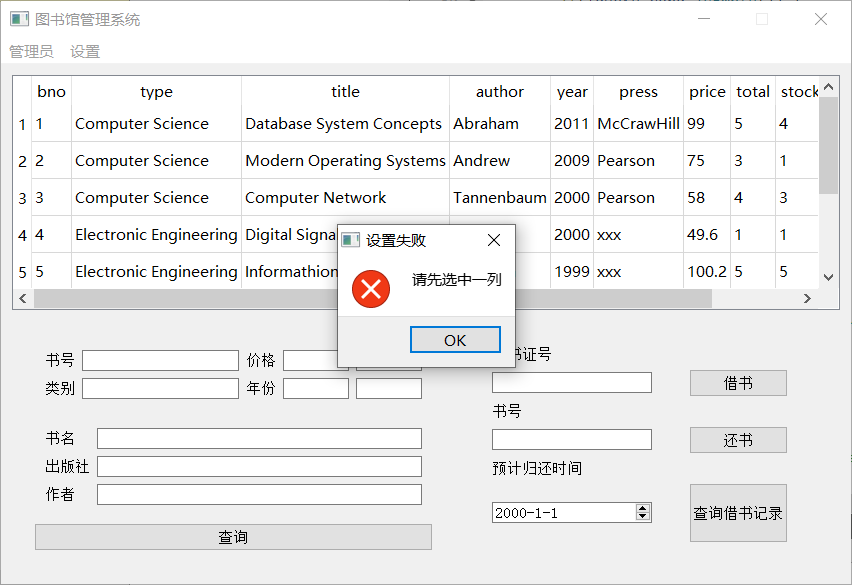 图书馆管理系统
管理员 设置
bno type title author year press price total stock
1 1 Computer Science Database System Concepts Abraham 2011 McCrawHill 99 5 4
2 2 Computer Science Modern Operating Systems Andrew 2009 Pearson 75 3 1
3 3 Computer Science Computer Network Tannenbaum 2000 Pearson 58 4 3
4 4 Electronic Engineering Digital Signa 2000 xxx 49.6 1 1
5 5 Electronic Engineering Informathion 1999 xxx 100.2 5 5
设置失败
请先选中一列
OK
书号 价格
类别 年份
书名
出版社
作者
查询
书证号
借书
书号
还书
预计归还时间
2000-1-1
查询借书记录